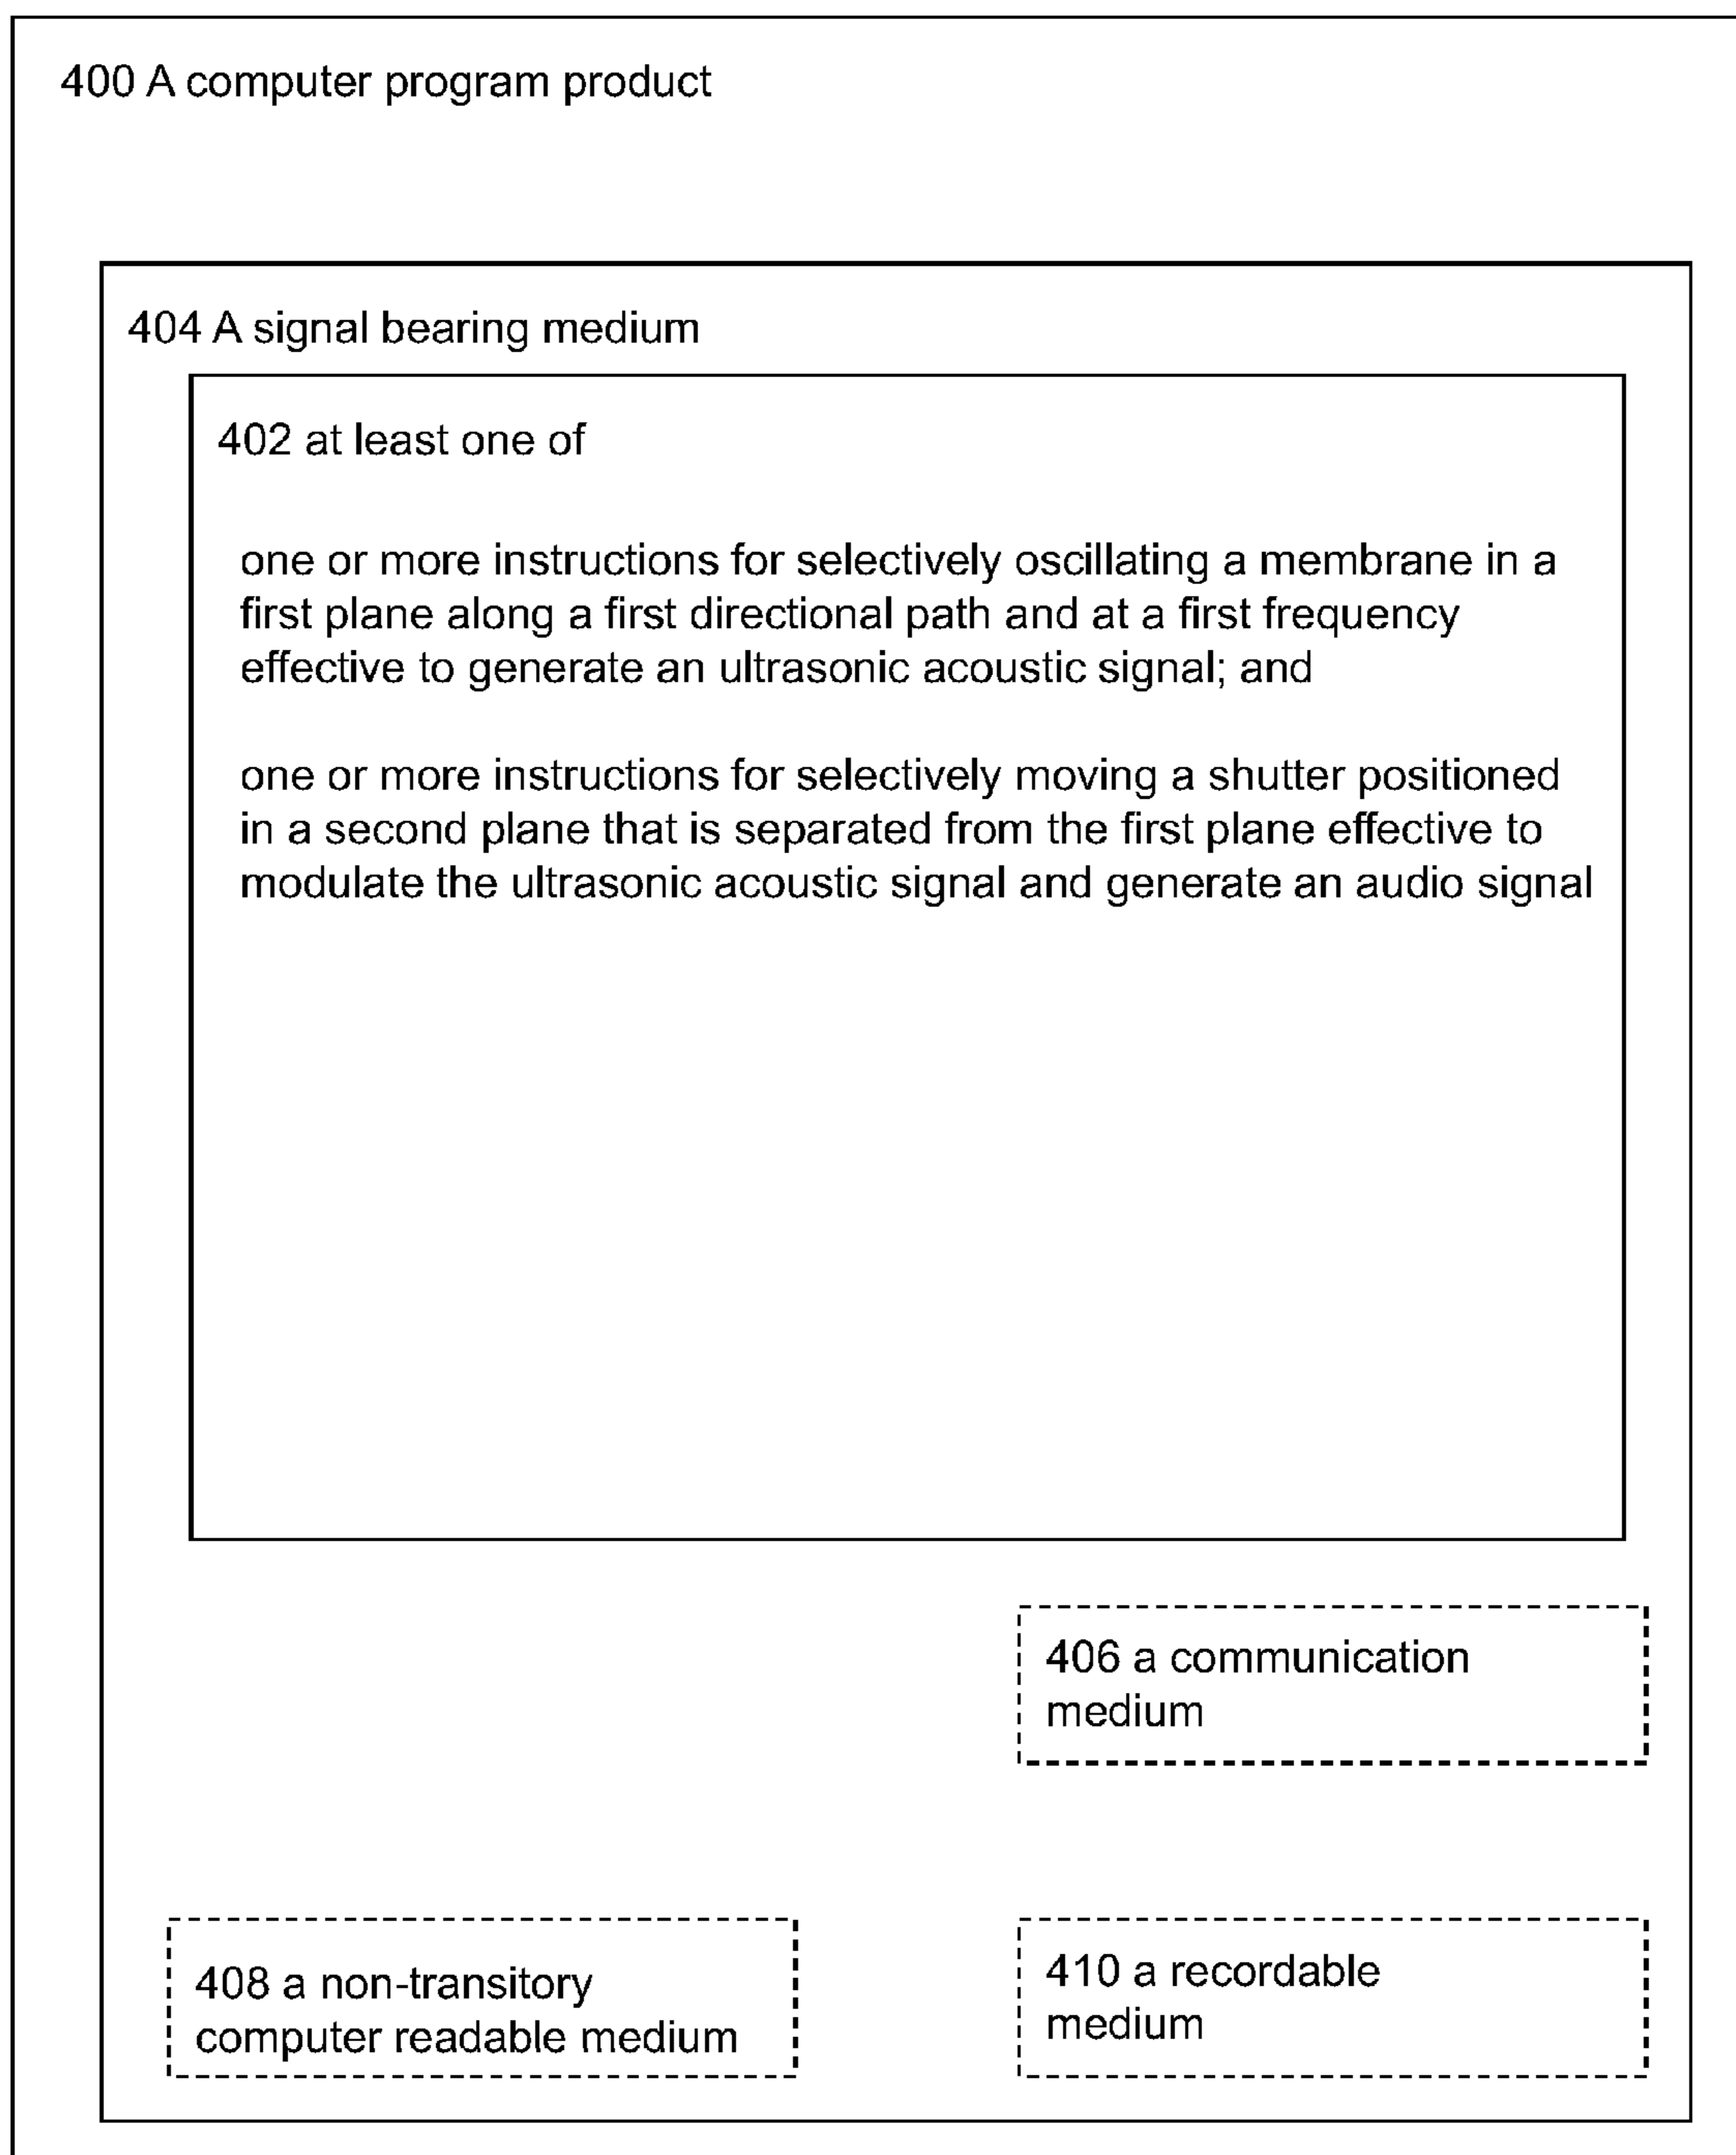 400 A computer program product
404 A signal bearing medium
402 at least one of
one or more instructions for selectively oscillating a membrane in a
first plane along a first directional path and at a first frequency
effective to generate an ultrasonic acoustic signal; and
one or more instructions for selectively moving a shutter positioned
in a second plane that is separated from the first plane effective to
modulate the ultrasonic acoustic signal and generate an audio signal
406 a communication
medium
408 a non-transitory
computer readable medium
410 a recordable
medium